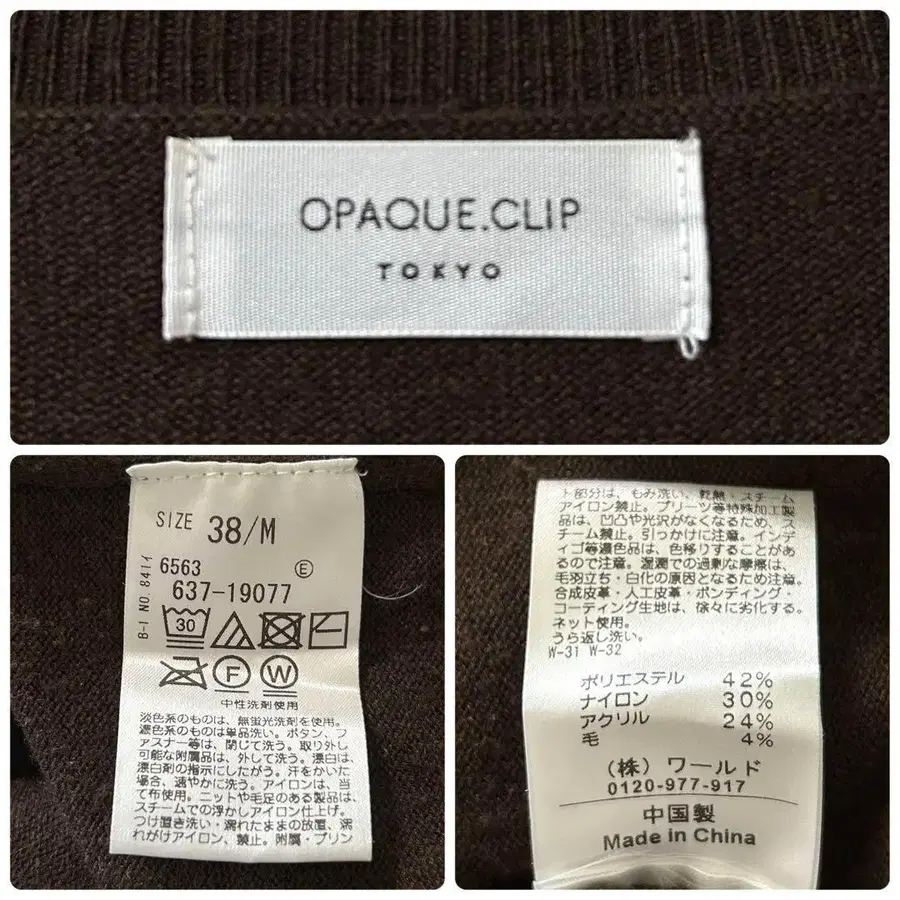 OPAQUE.CLIP
TOKYO
SIZE 38/M
6563 E
637-19077
B-1 NO.841イ
30
F W
中性洗剤使用
淡色系のものは、無蛍光洗剤を使用。
濃色系のものは単品洗い。ボタン、フ
ァスナー等は、閉じて洗う。取り外し
可能な附属品は、外して洗う。漂白は、
漂白剤の指示にしたがう。汗をかいた
場合、速やかに洗う。アイロンは、当
て布使用。ニットや毛足のある製品は、
スチームでの浮かしアイロン仕上げ。
つけ置き洗い・濡れたままの放置、濡
れがけアイロン、禁止。附属・プリン
ト部分は、もみ洗い、乾熱・スチーム
アイロン禁止。プリーツ等特殊加工製
品は、凹凸や光沢がなくなるため、ス
チーム禁止。引っかけに注意。インデ
ィゴ等濃色品は、色移りすることがあ
るので注意。湿潤での過剰な摩擦は、
毛羽立ち・白化の原因となるため注意。
合成皮革・人工皮革・ボンディング・
コーティング生地は、徐々に劣化する。
ネット使用。
うら返し洗い。
W-31 W-32
ポリエステル 42%
ナイロン 30%
アクリル 24%
毛 4%
(株) ワールド
0120-977-917
中国製
Made in China